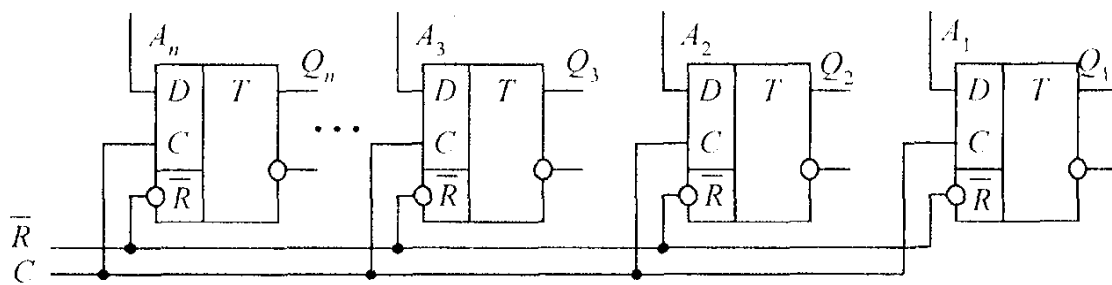 A_n A_3 A_2 A_1
Q_n Q_3 Q_2 Q_1
D T D T D T D T
C ... C C C
R̅ R̅ R̅ R̅
R̅
C